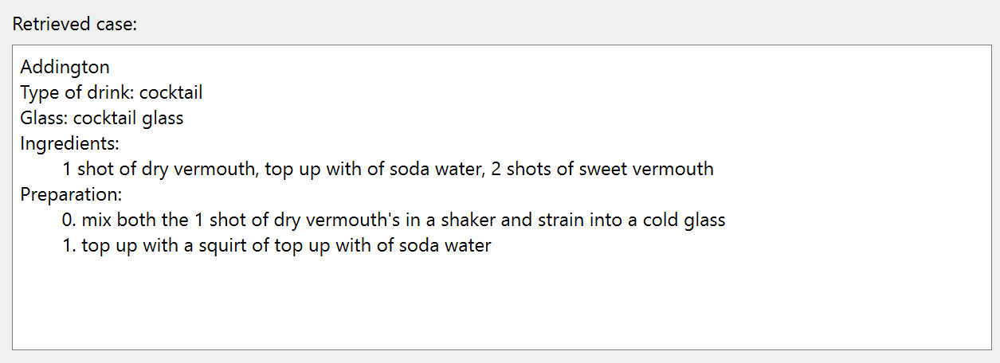 Retrieved case:
Addington
Type of drink: cocktail
Glass: cocktail glass
Ingredients:
1 shot of dry vermouth, top up with of soda water, 2 shots of sweet vermouth
Preparation:
0. mix both the 1 shot of dry vermouth's in a shaker and strain into a cold glass
1. top up with a squirt of top up with of soda water